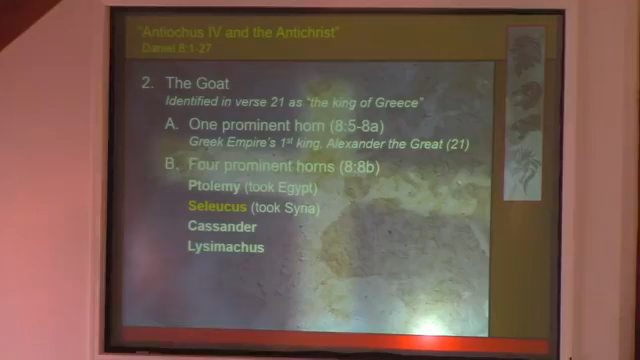 "Antiochus IV and the Antichrist"
Daniel 8:1-27
2. The Goat
Identified in verse 21 as "the king of Greece"
A. One prominent horn (8:5-8a)
Greek Empire's 1st king, Alexander the Great (21)
B. Four prominent horns (8:8b)
Ptolemy (took Egypt)
Seleucus (took Syria)
Cassander
Lysimachus